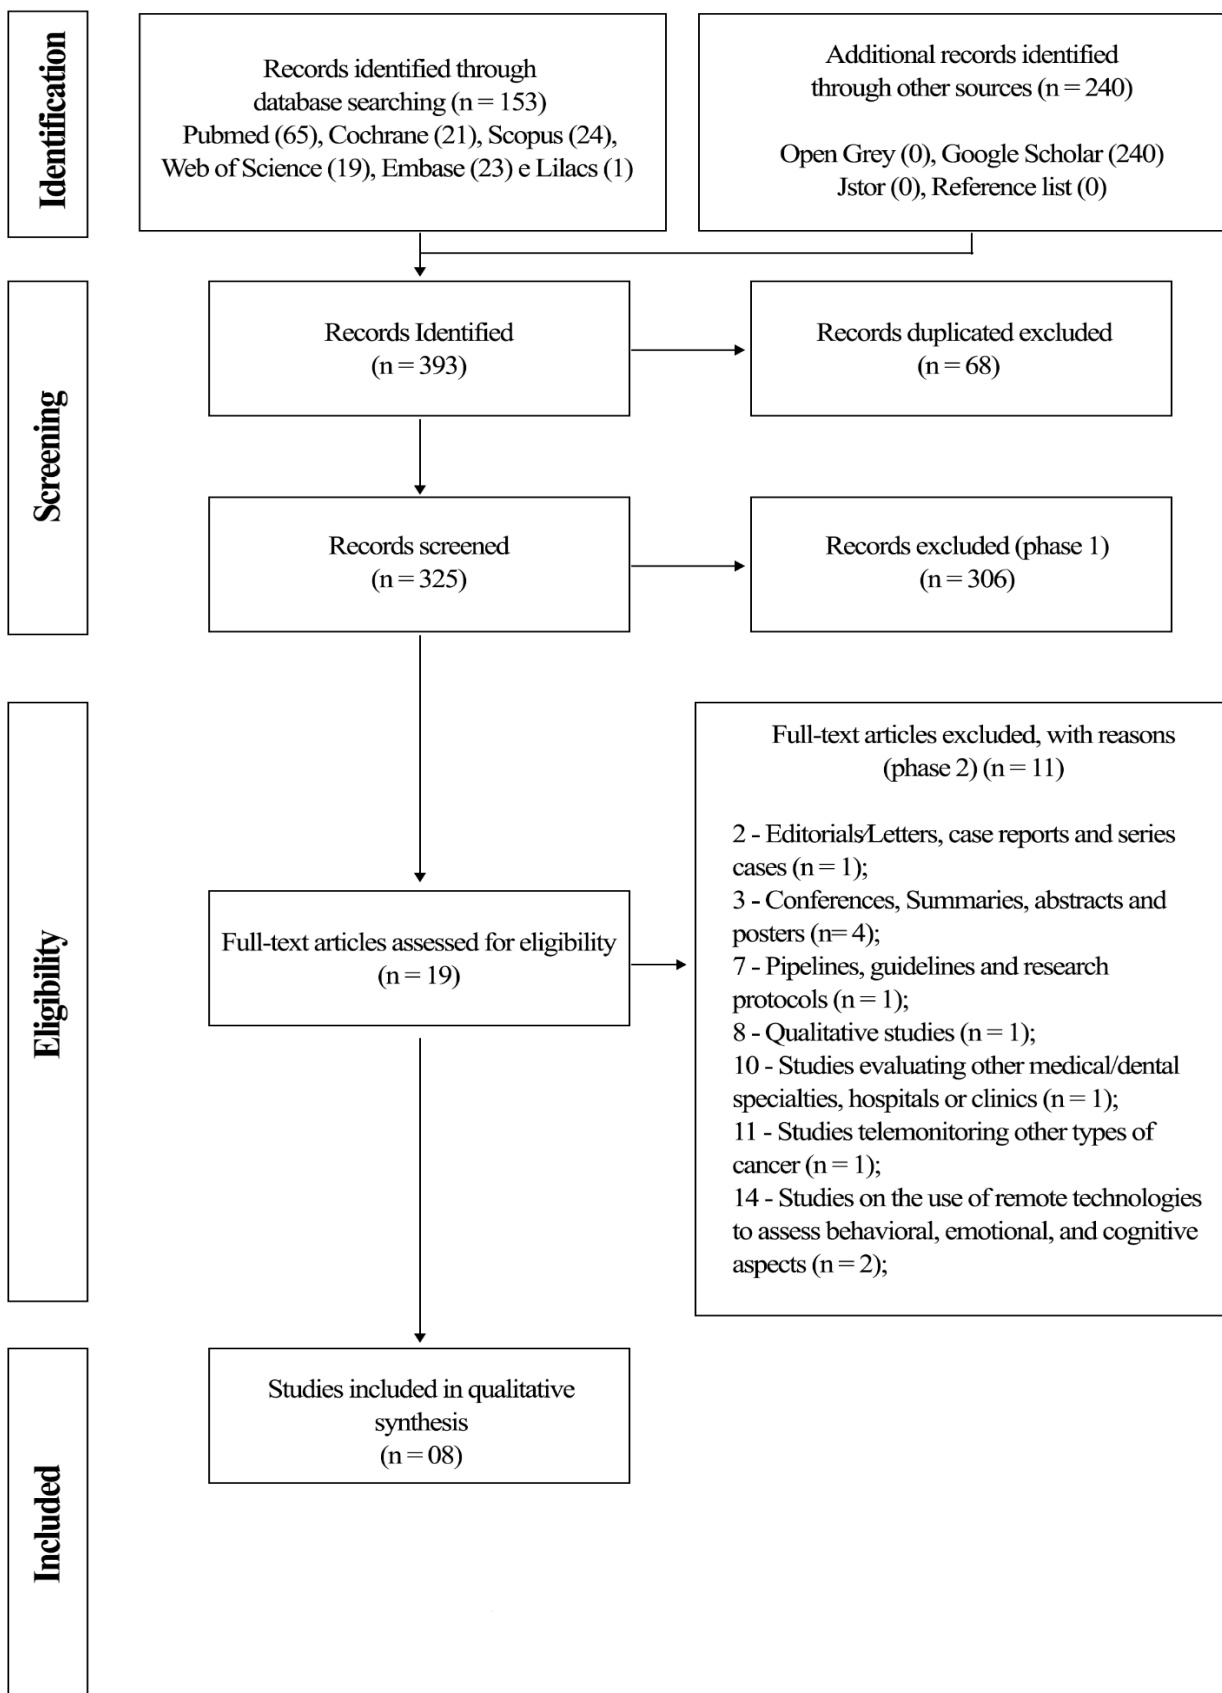 Identification
Records identified through
database searching (n = 153)
Pubmed (65), Cochrane (21), Scopus (24),
Web of Science (19), Embase (23) e Lilacs (1)
Additional records identified
through other sources (n = 240)
Open Grey (0), Google Scholar (240)
Jstor (0), Reference list (0)
Screening
Records Identified
(n = 393)
Records duplicated excluded
(n = 68)
Records screened
(n = 325)
Records excluded (phase 1)
(n = 306)
Eligibility
Full-text articles assessed for eligibility
(n = 19)
Full-text articles excluded, with reasons
(phase 2) (n = 11)
2 - Editorials/Letters, case reports and series
cases (n = 1);
3 - Conferences, Summaries, abstracts and
posters (n= 4);
7 - Pipelines, guidelines and research
protocols (n = 1);
8 - Qualitative studies (n = 1);
10 - Studies evaluating other medical/dental
specialties, hospitals or clinics (n = 1);
11 - Studies telemonitoring other types of
cancer (n = 1);
14 - Studies on the use of remote technologies
to assess behavioral, emotional, and cognitive
aspects (n = 2);
Included
Studies included in qualitative
synthesis
(n = 08)